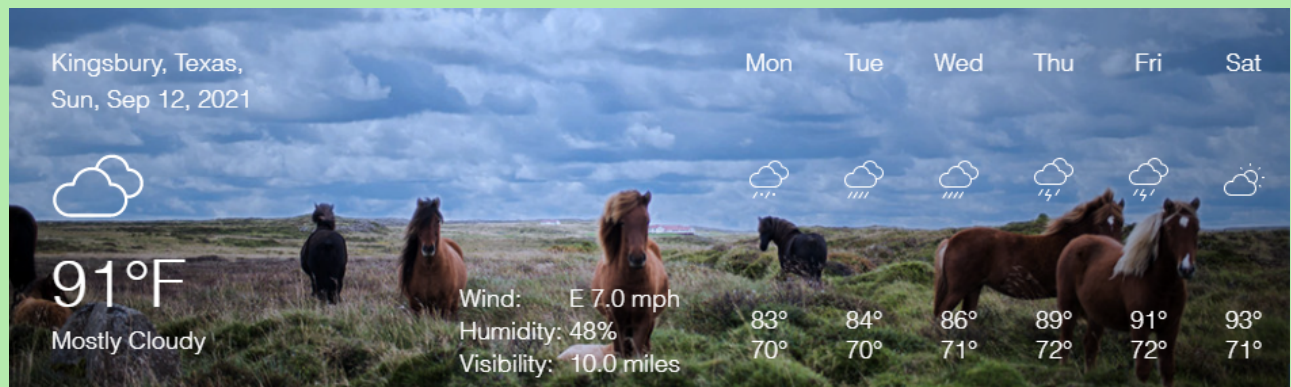 Kingsbury, Texas,
Sun, Sep 12, 2021
91°F
Mostly Cloudy
Wind: E 7.0 mph
Humidity: 48%
Visibility: 10.0 miles
Mon Tue Wed Thu Fri Sat
83° 84° 86° 89° 91° 93°
70° 70° 71° 72° 72° 71°